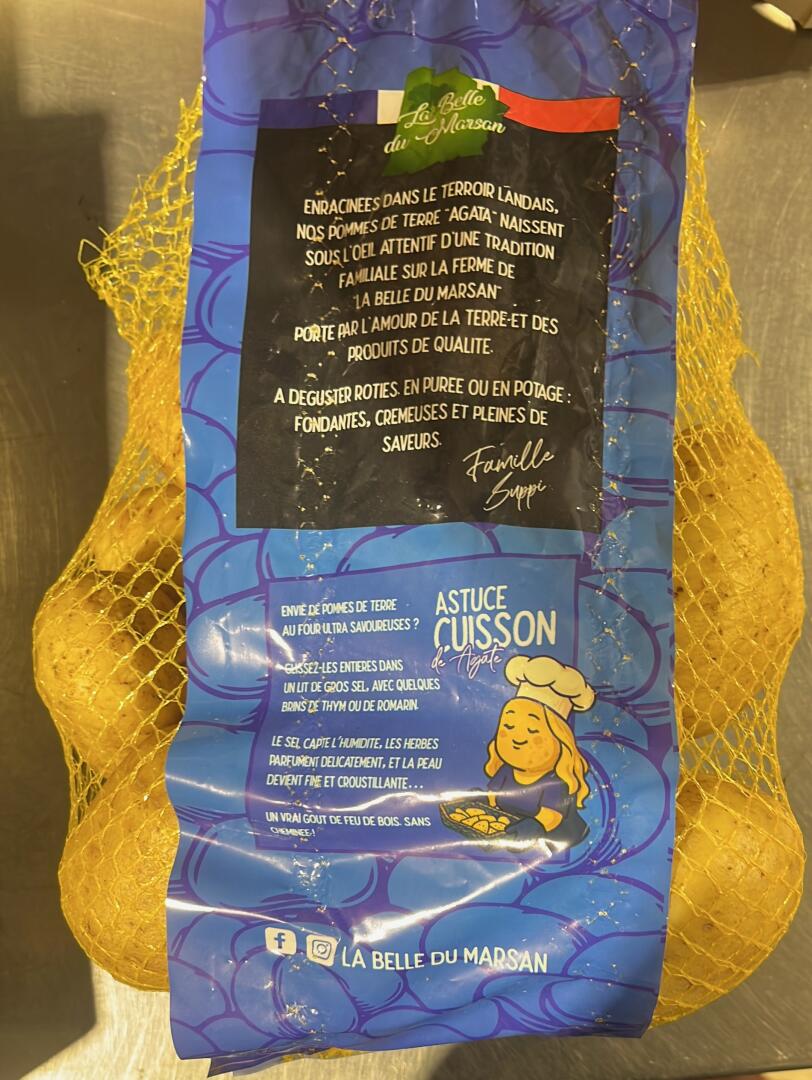 La Belle
du Marsan
ENRACINEES DANS LE TERROIR LANDAIS,
NOS POMMES DE TERRE "AGATA" NAISSENT
SOUS L'OEIL ATTENTIF D'UNE TRADITION
FAMILIALE SUR LA FERME DE
"LA BELLE DU MARSAN"
PORTE PAR L'AMOUR DE LA TERRE ET DES
PRODUITS DE QUALITE.
A DEGUSTER ROTIES, EN PUREE OU EN POTAGE :
FONDANTES, CREMEUSES ET PLEINES DE
SAVEURS.
Famille
Suppi
ASTUCE
CUISSON
de Agate
ENVIE DE POMMES DE TERRE
AU FOUR ULTRA SAVOUREUSES ?
GLISSEZ-LES ENTIERES DANS
UN LIT DE GROS SEL, AVEC QUELQUES
BRINS DE THYM OU DE ROMARIN.
LE SEL CAPTE L'HUMIDITE, LES HERBES
PARFUMENT DELICATEMENT, ET LA PEAU
DEVIENT FINE ET CROUSTILLANTE...
UN VRAI GOUT DE FEU DE BOIS, SANS
CHEMINEE !
LA BELLE DU MARSAN